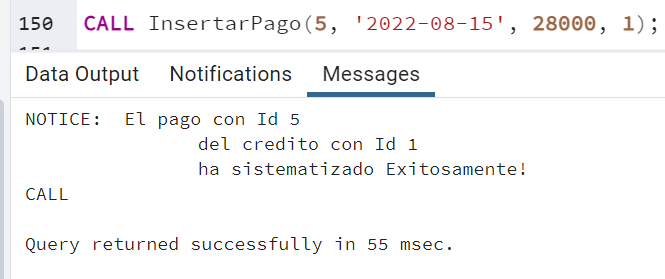 150 CALL InsertarPago(5, '2022-08-15', 28000, 1);
Data Output Notifications Messages
NOTICE:  El pago con Id 5
del credito con Id 1
ha sistematizado Exitosamente!
CALL
Query returned successfully in 55 msec.